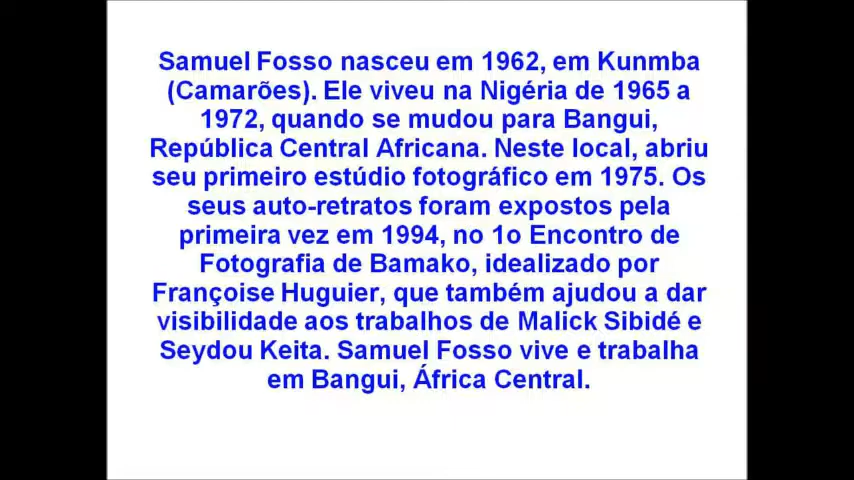 Samuel Fosso nasceu em 1962, em Kunmba
(Camarões). Ele viveu na Nigéria de 1965 a
1972, quando se mudou para Bangui,
República Central Africana. Neste local, abriu
seu primeiro estúdio fotográfico em 1975. Os
seus auto-retratos foram expostos pela
primeira vez em 1994, no 1o Encontro de
Fotografia de Bamako, idealizado por
Françoise Huguier, que também ajudou a dar
visibilidade aos trabalhos de Malick Sibidé e
Seydou Keita. Samuel Fosso vive e trabalha
em Bangui, África Central.